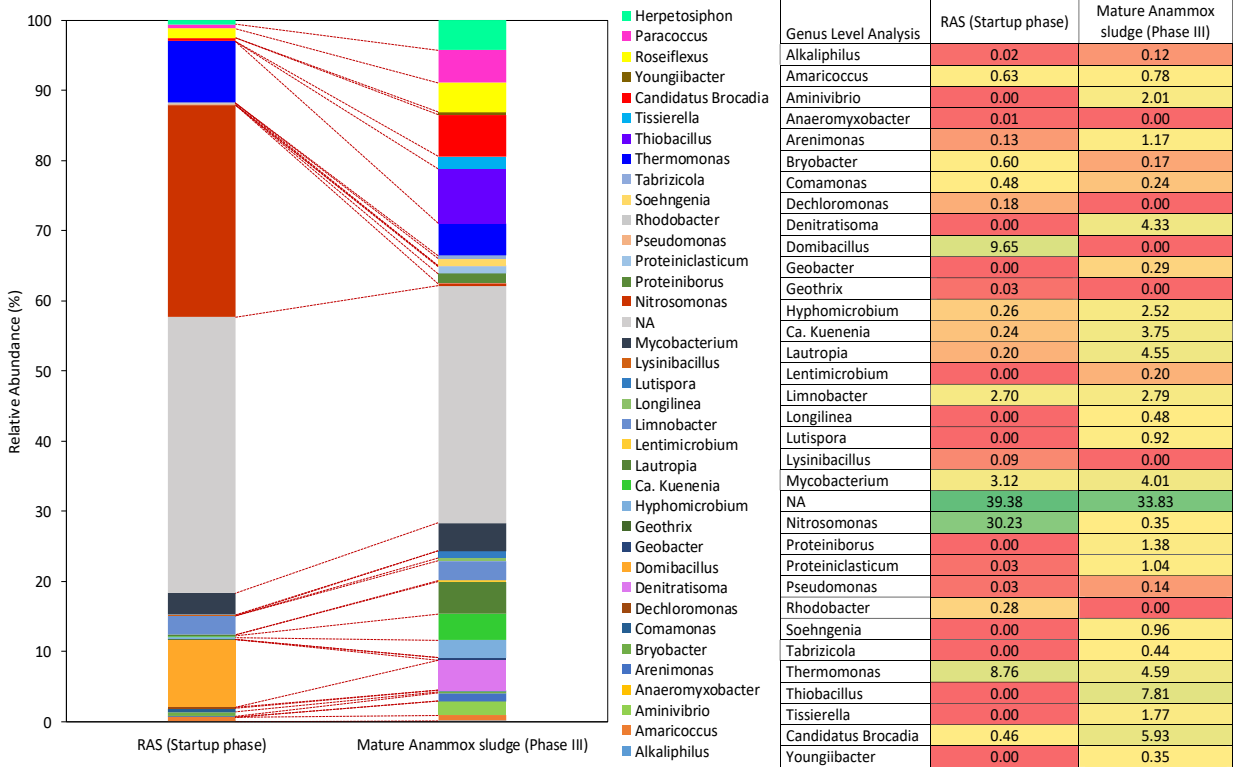 Relative Abundance (%)
100
90
80
70
60
50
40
30
20
10
0
RAS (Startup phase)
Mature Anammox sludge (Phase III)
Herpetosiphon
Paracoccus
Roseiflexus
Youngiibacter
Candidatus Brocadia
Tissierella
Thiobacillus
Thermomonas
Tabrizicola
Soehngenia
Rhodobacter
Pseudomonas
Proteiniclasticum
Proteiniborus
Nitrosomonas
NA
Mycobacterium
Lysinibacillus
Lutispora
Longilinea
Limnobacter
Lentimicrobium
Lautropia
Ca. Kuenenia
Hyphomicrobium
Geothrix
Geobacter
Domibacillus
Denitratisoma
Dechloromonas
Comamonas
Bryobacter
Arenimonas
Anaeromyxobacter
Aminivibrio
Amaricoccus
Alkaliphilus
Genus Level Analysis RAS (Startup phase) Mature Anammox
sludge (Phase III)
Alkaliphilus 0.02 0.12
Amaricoccus 0.63 0.78
Aminivibrio 0.00 2.01
Anaeromyxobacter 0.01 0.00
Arenimonas 0.13 1.17
Bryobacter 0.60 0.17
Comamonas 0.48 0.24
Dechloromonas 0.18 0.00
Denitratisoma 0.00 4.33
Domibacillus 9.65 0.00
Geobacter 0.00 0.29
Geothrix 0.03 0.00
Hyphomicrobium 0.26 2.52
Ca. Kuenenia 0.24 3.75
Lautropia 0.20 4.55
Lentimicrobium 0.00 0.20
Limnobacter 2.70 2.79
Longilinea 0.00 0.48
Lutispora 0.00 0.92
Lysinibacillus 0.09 0.00
Mycobacterium 3.12 4.01
NA 39.38 33.83
Nitrosomonas 30.23 0.35
Proteiniborus 0.00 1.38
Proteiniclasticum 0.03 1.04
Pseudomonas 0.03 0.14
Rhodobacter 0.28 0.00
Soehngenia 0.00 0.96
Tabrizicola 0.00 0.44
Thermomonas 8.76 4.59
Thiobacillus 0.00 7.81
Tissierella 0.00 1.77
Candidatus Brocadia 0.46 5.93
Youngiibacter 0.00 0.35